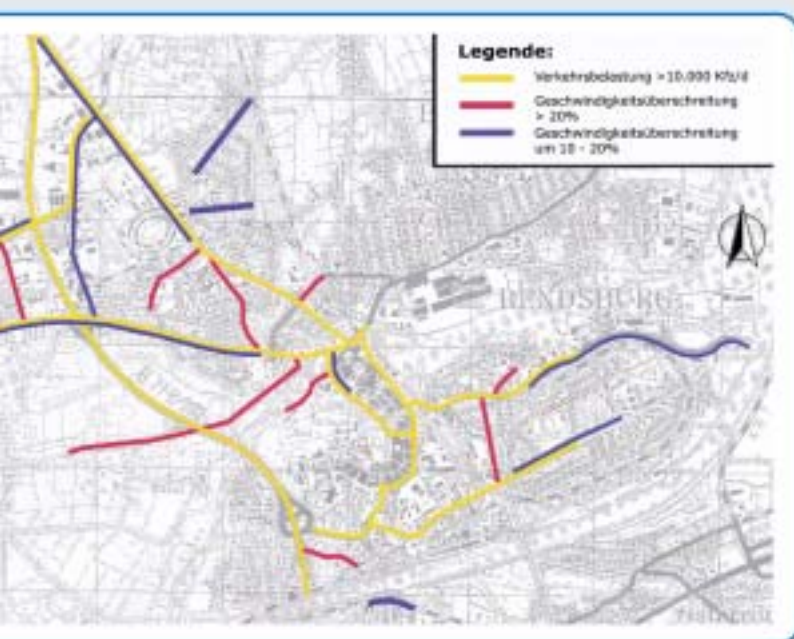 Legende:
Verkehrsbelastung >10.000 Kfz/d
Geschwindigkeitsüberschreitung
> 20%
Geschwindigkeitsüberschreitung
um 10 - 20%
RENDSBURG